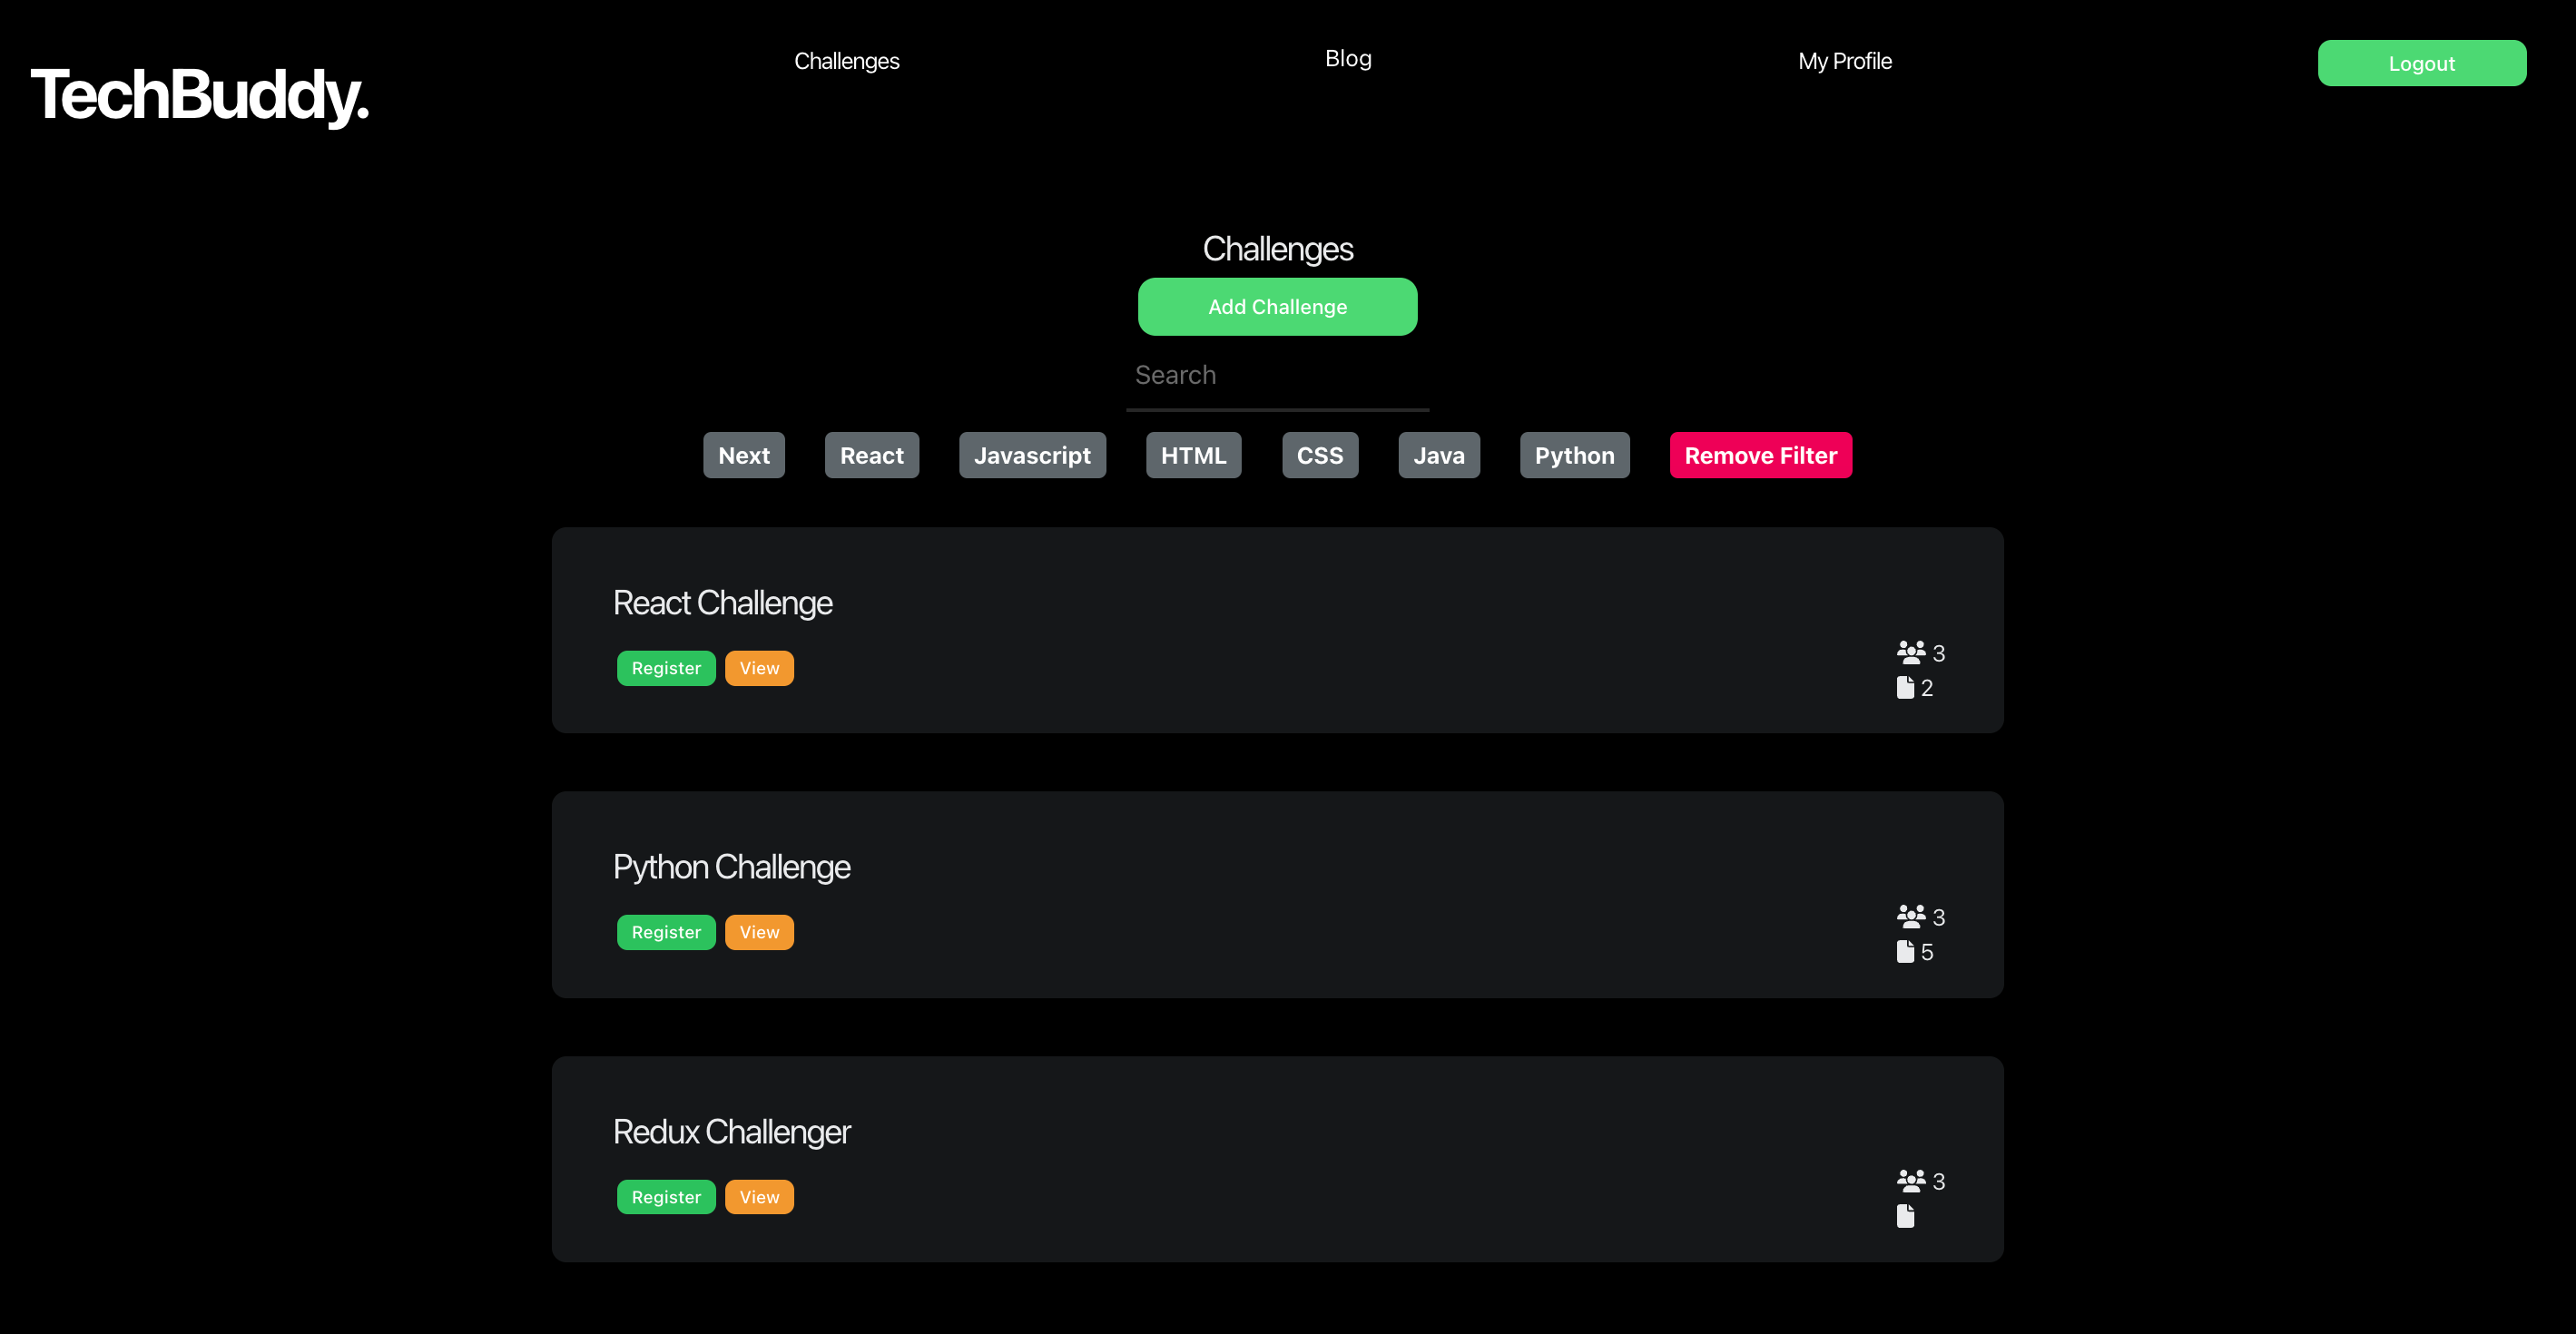 TechBuddy.
Challenges
Blog
My Profile
Logout
Challenges
Add Challenge
Search
Next
React
Javascript
HTML
CSS
Java
Python
Remove Filter
React Challenge
Register
View
3
2
Python Challenge
Register
View
3
5
Redux Challenger
Register
View
3